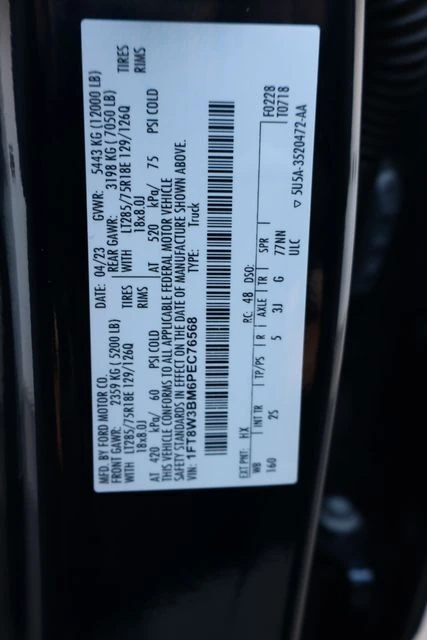 MFD. BY FORD MOTOR CO.
DATE: 04/23 GVWR: 5443 KG (12000 LB)
FRONT GAWR: 2359 KG (5200 LB) REAR GAWR: 3198 KG (7050 LB)
WITH LT285/75R18E 129/126Q TIRES WITH LT285/75R18E 129/126Q TIRES
18x8.0J RIMS 18x8.0J RIMS
AT 420 kPa/ 60 PSI COLD AT 520 kPa/ 75 PSI COLD
THIS VEHICLE CONFORMS TO ALL APPLICABLE FEDERAL MOTOR VEHICLE
SAFETY STANDARDS IN EFFECT ON THE DATE OF MANUFACTURE SHOWN ABOVE.
VIN: 1FT8W3BM6PEC76568 Truck
F0228
T0718
EXT PNT: HX RC: 48 DSO:
WB INT TR TP/PS R AXLE TR SPR
160 2S 5 3J G 77NN
ULC
▽ 5U5A-3520472-AA